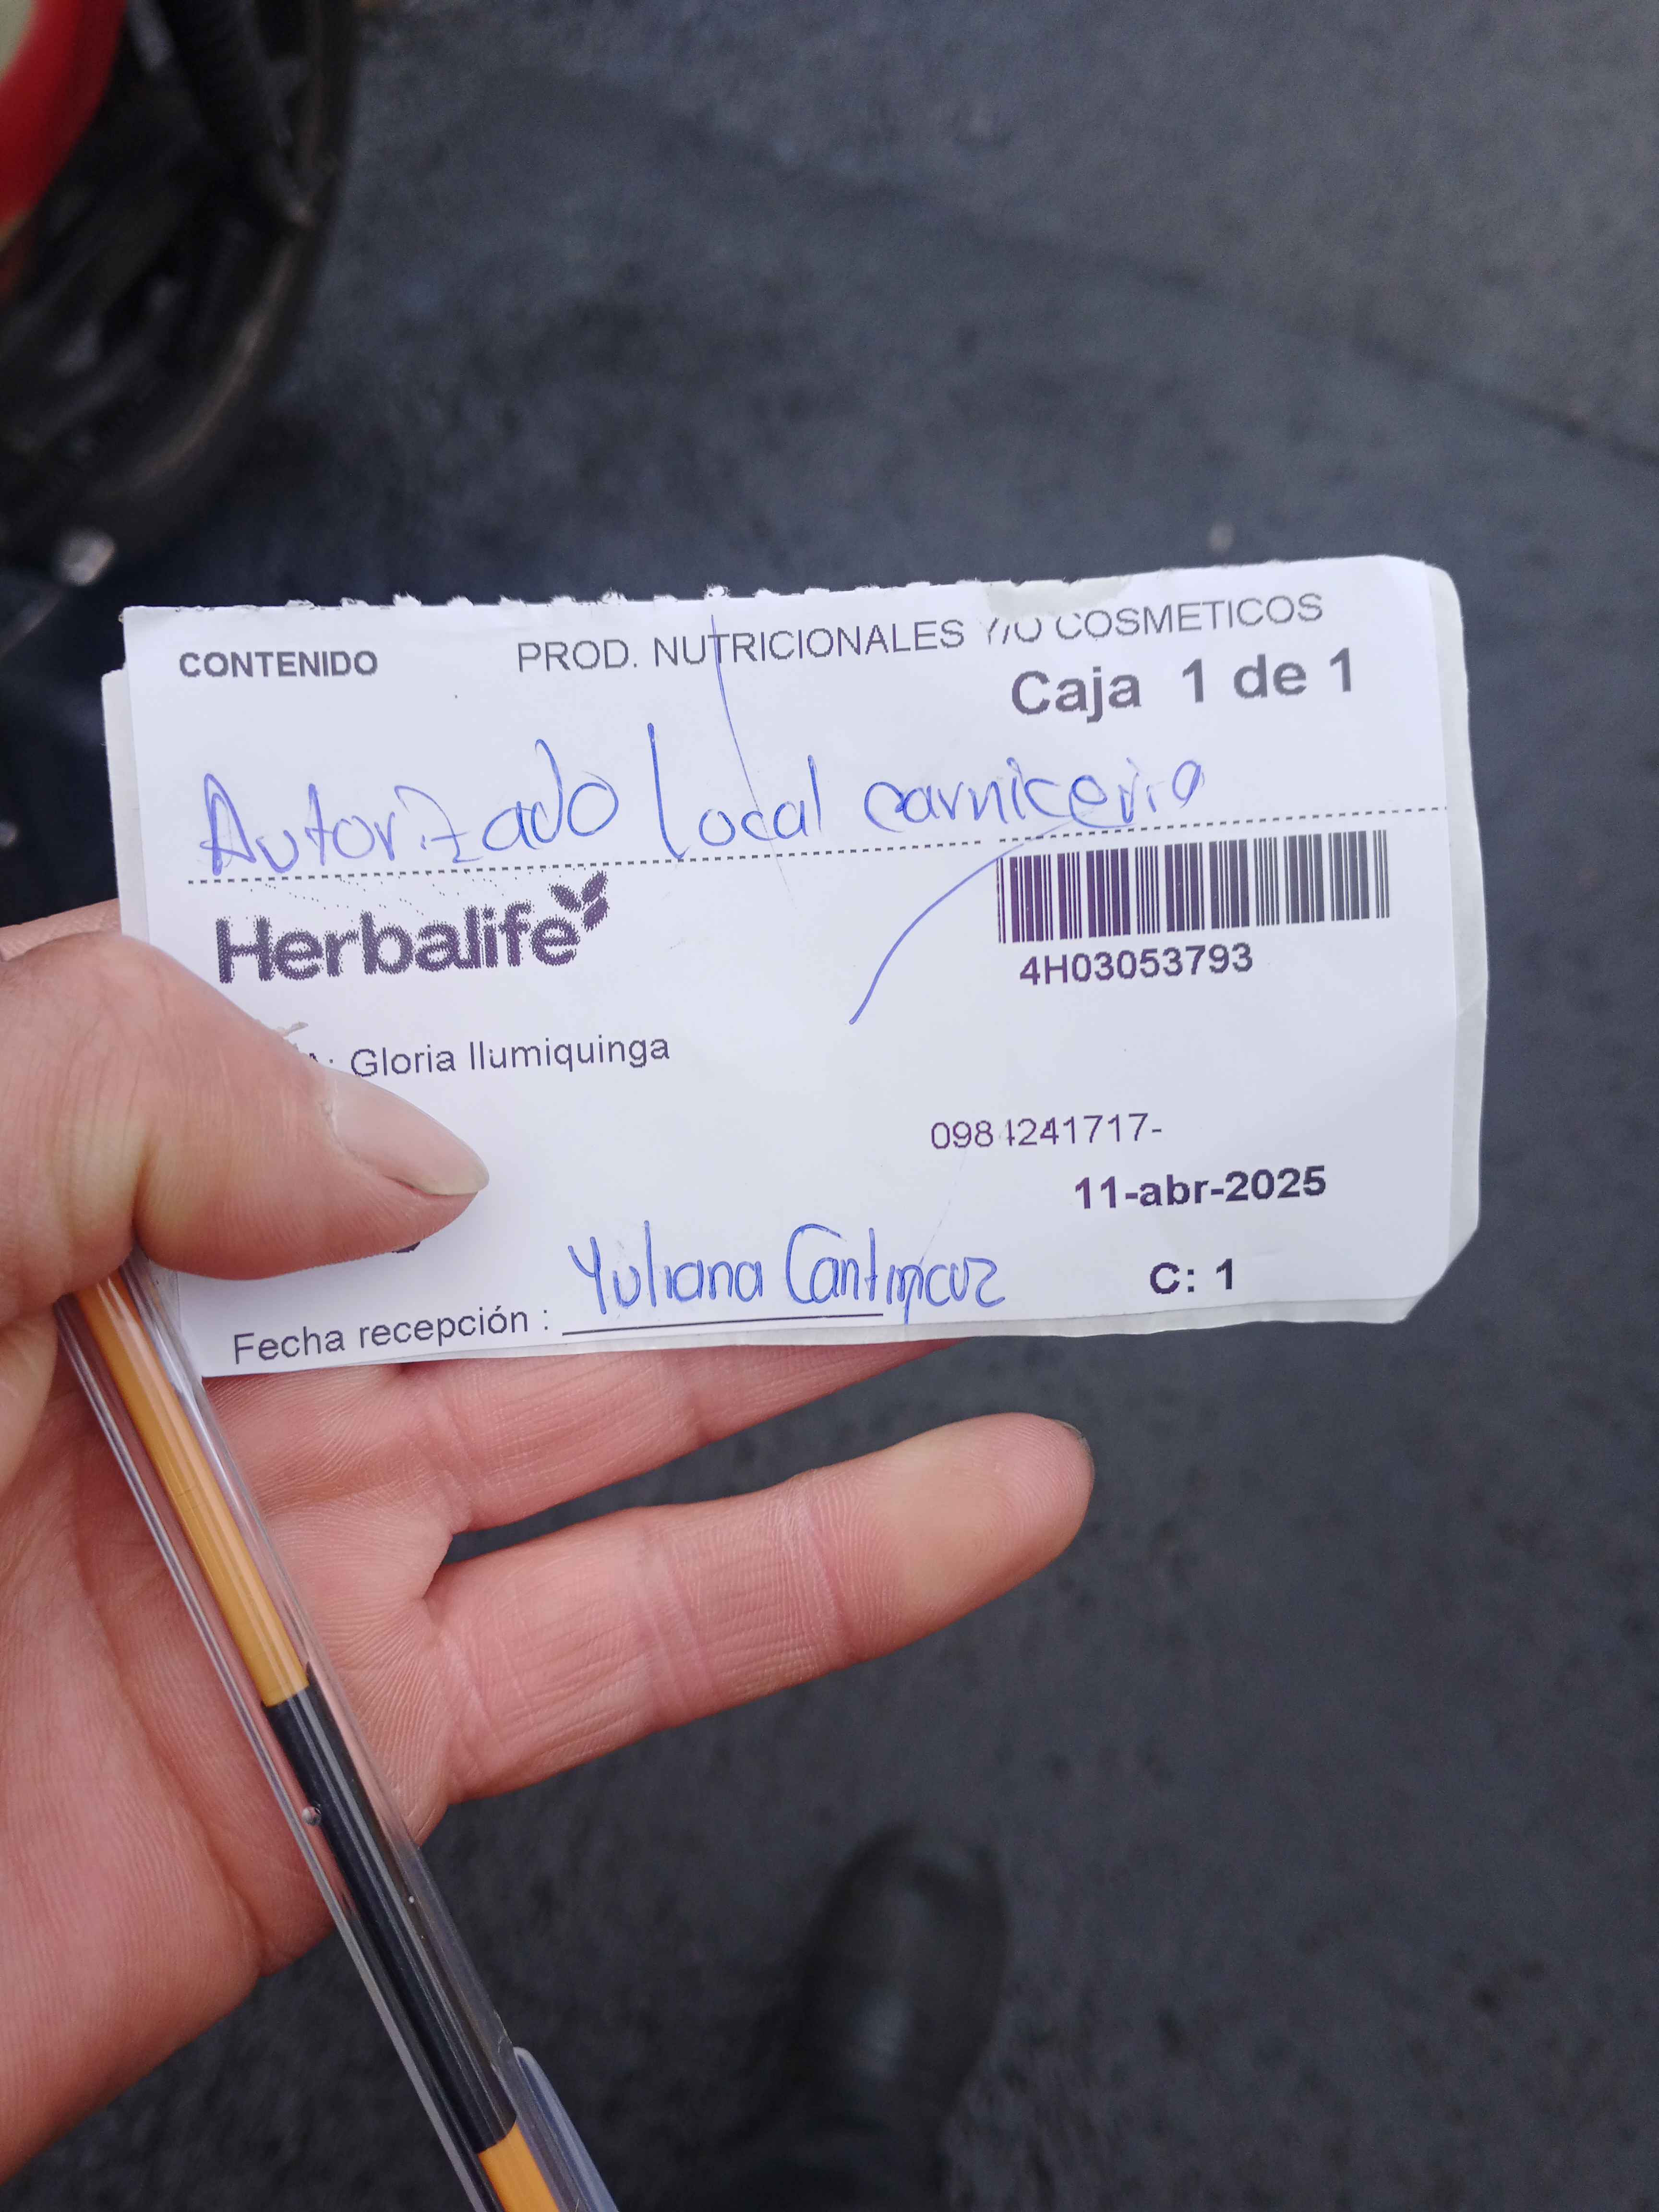 CONTENIDO PROD. NUTRICIONALES Y/O COSMETICOS
Caja 1 de 1
Autorizado Local carniceria
Herbalife
4H03053793
Gloria Ilumiquinga
0984241717-
11-abr-2025
Yuliana
C: 1
Fecha recepción :